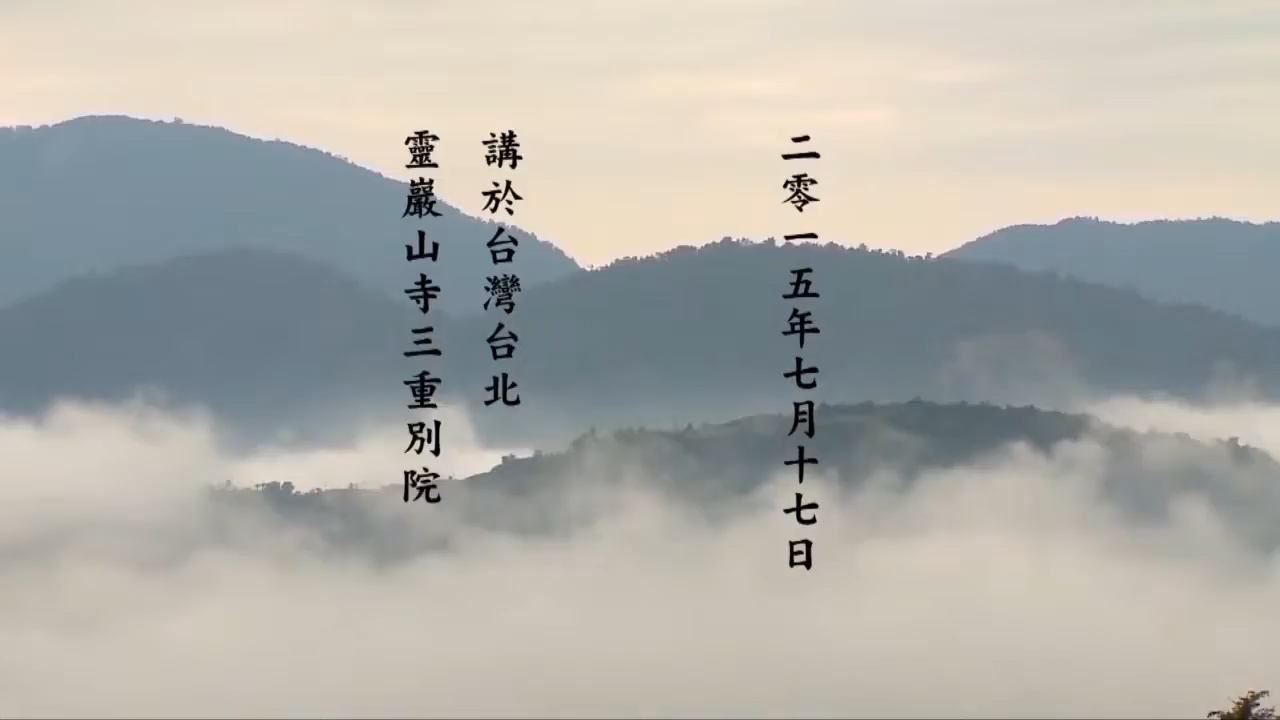 二零一五年七月十七日
講於台灣台北
靈巖山寺三重別院